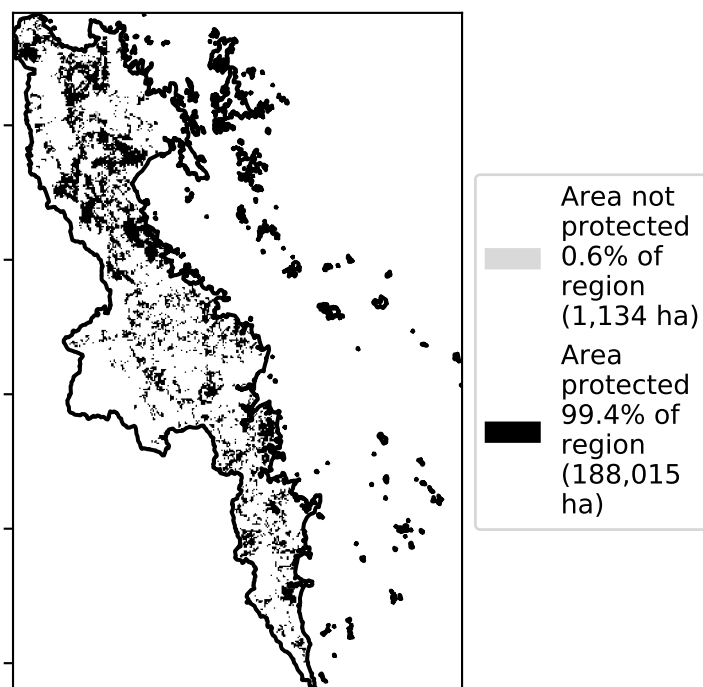 Area not
protected
0.6% of
region
(1,134 ha)
Area
protected
99.4% of
region
(188,015
ha)